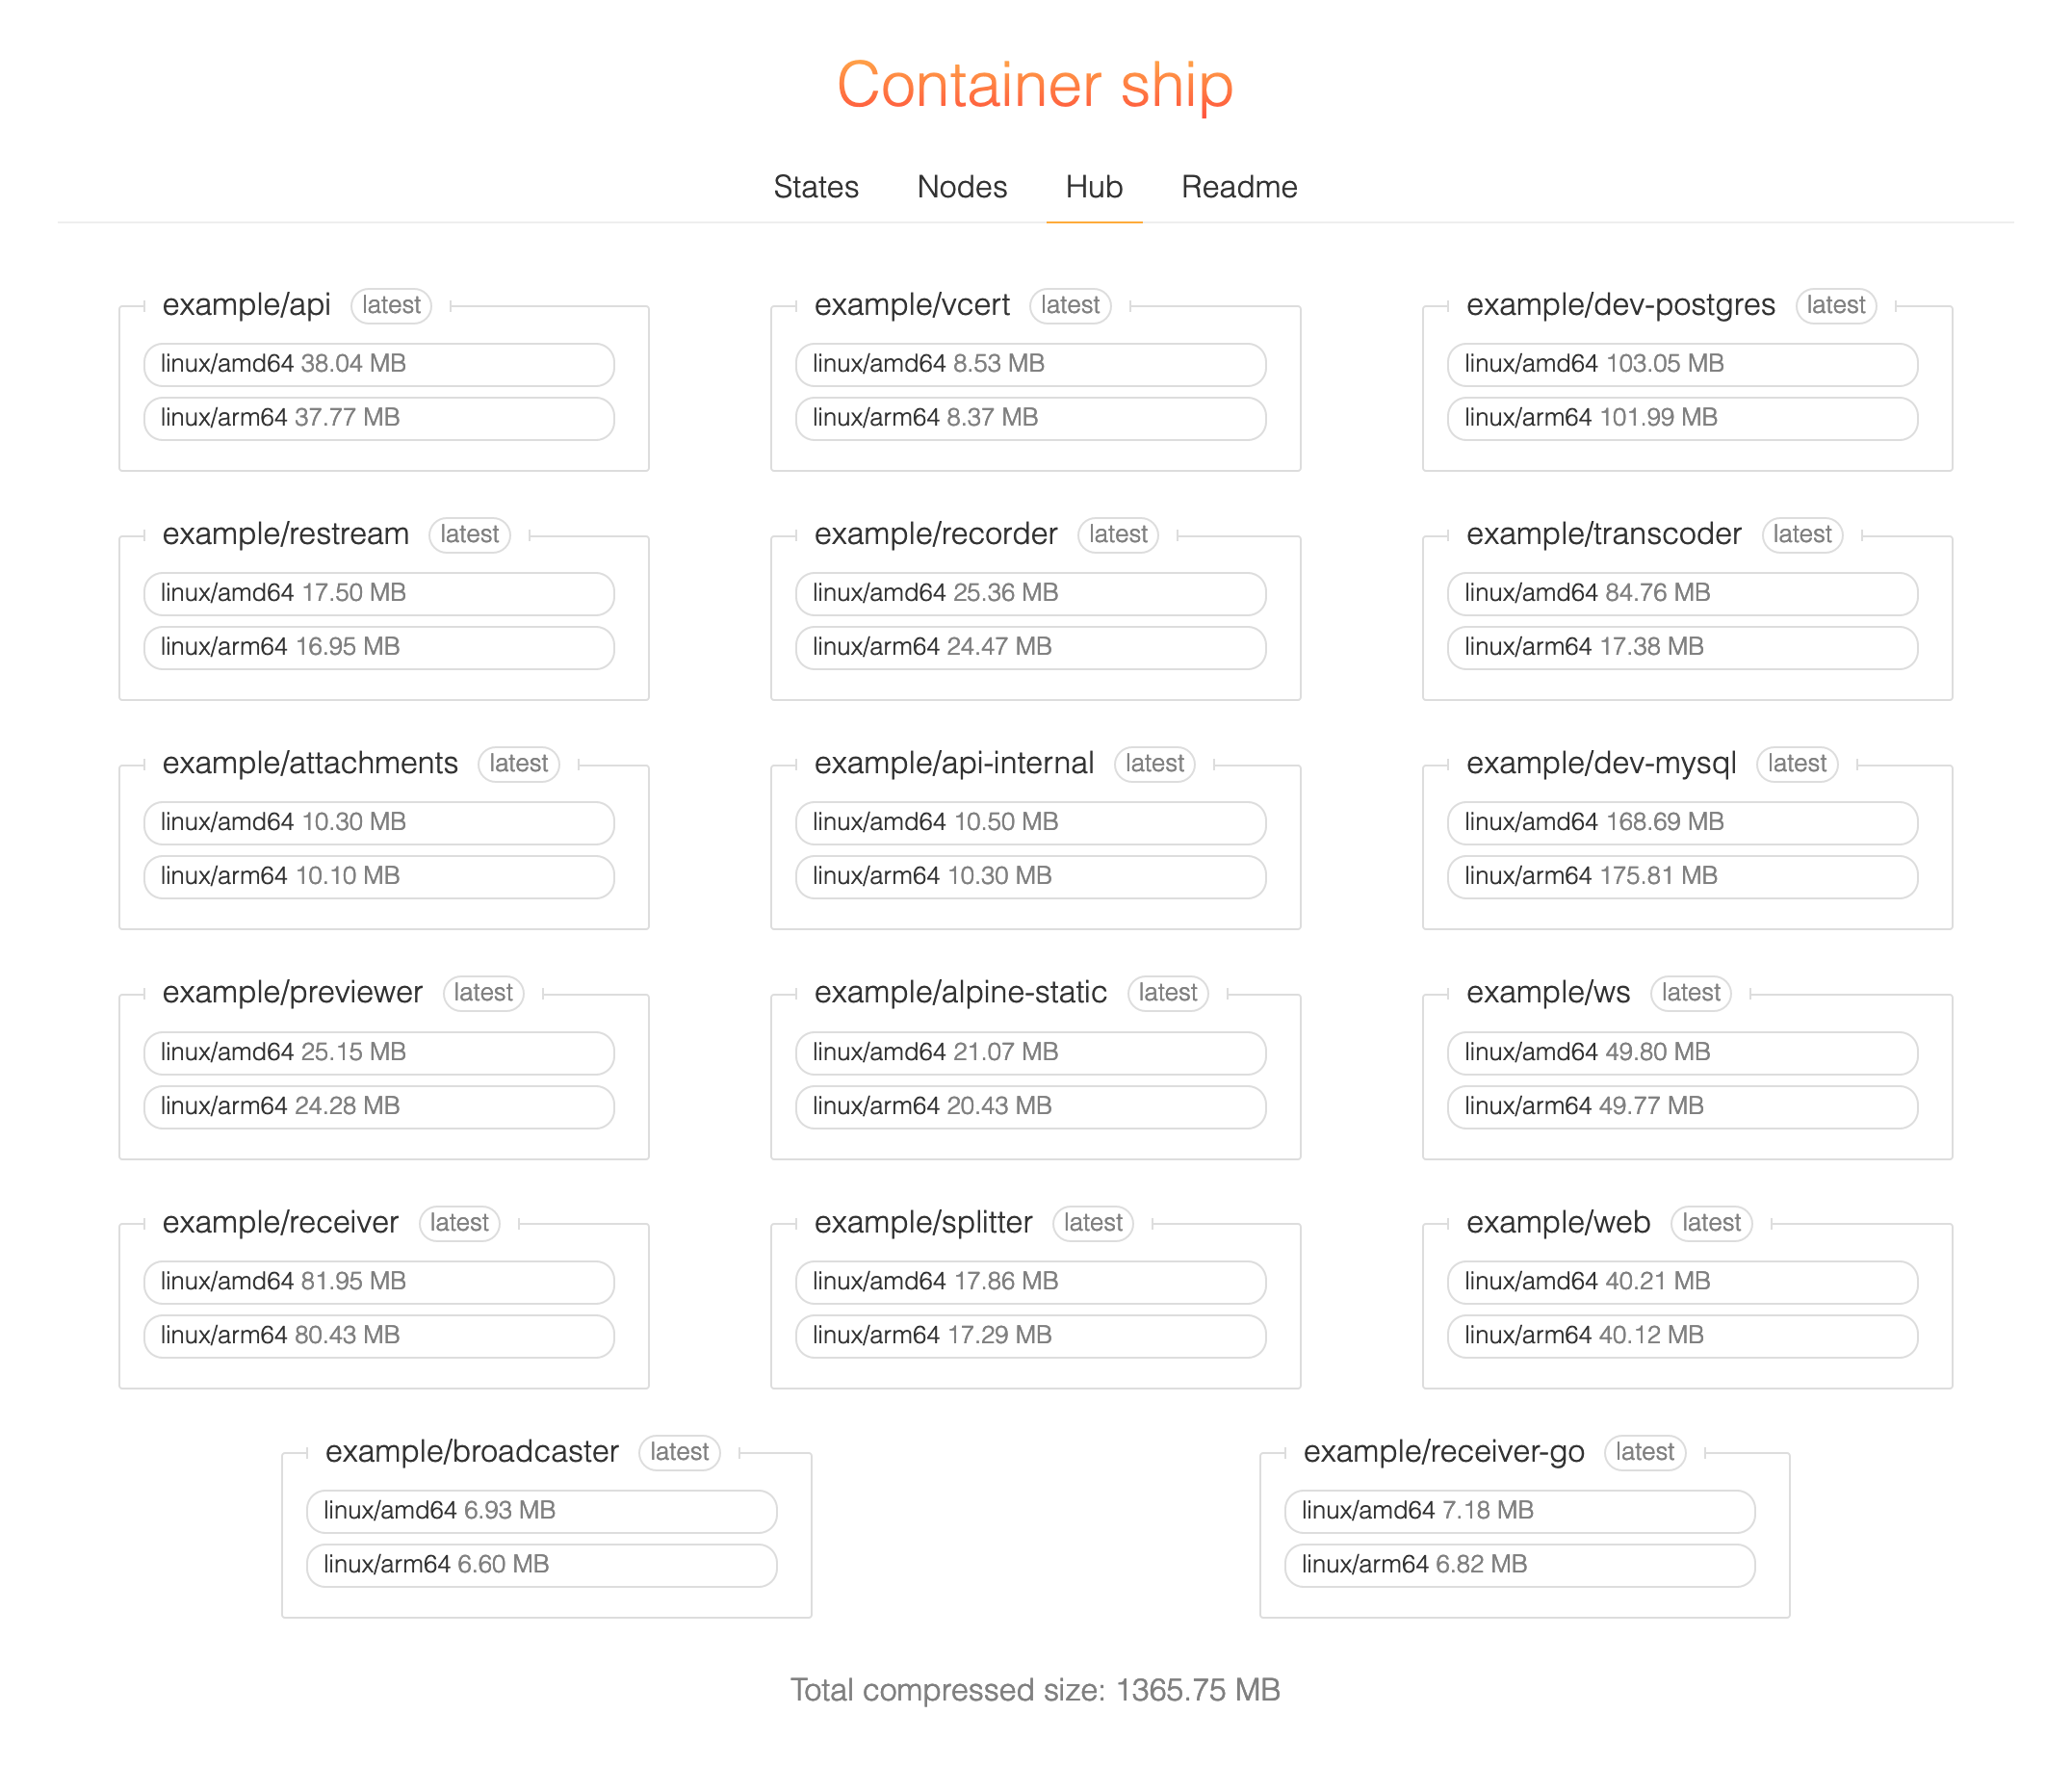 Container ship
States Nodes Hub Readme
example/api latest
linux/amd64 38.04 MB
linux/arm64 37.77 MB
example/vcert latest
linux/amd64 8.53 MB
linux/arm64 8.37 MB
example/dev-postgres latest
linux/amd64 103.05 MB
linux/arm64 101.99 MB
example/restream latest
linux/amd64 17.50 MB
linux/arm64 16.95 MB
example/recorder latest
linux/amd64 25.36 MB
linux/arm64 24.47 MB
example/transcoder latest
linux/amd64 84.76 MB
linux/arm64 17.38 MB
example/attachments latest
linux/amd64 10.30 MB
linux/arm64 10.10 MB
example/api-internal latest
linux/amd64 10.50 MB
linux/arm64 10.30 MB
example/dev-mysql latest
linux/amd64 168.69 MB
linux/arm64 175.81 MB
example/previewer latest
linux/amd64 25.15 MB
linux/arm64 24.28 MB
example/alpine-static latest
linux/amd64 21.07 MB
linux/arm64 20.43 MB
example/ws latest
linux/amd64 49.80 MB
linux/arm64 49.77 MB
example/receiver latest
linux/amd64 81.95 MB
linux/arm64 80.43 MB
example/splitter latest
linux/amd64 17.86 MB
linux/arm64 17.29 MB
example/web latest
linux/amd64 40.21 MB
linux/arm64 40.12 MB
example/broadcaster latest
linux/amd64 6.93 MB
linux/arm64 6.60 MB
example/receiver-go latest
linux/amd64 7.18 MB
linux/arm64 6.82 MB
Total compressed size: 1365.75 MB